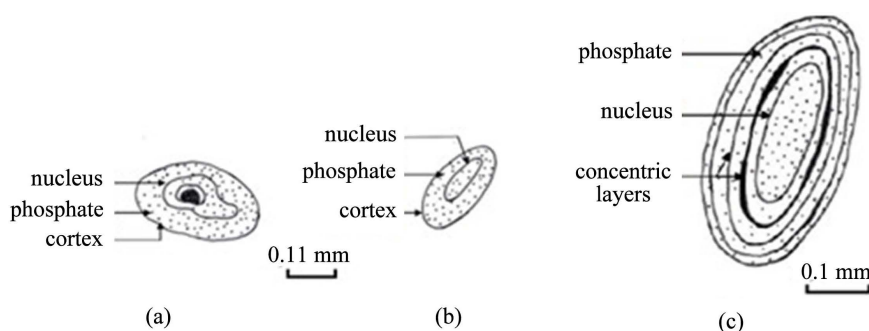 nucleus
phosphate
cortex
0.11 mm
(a)
nucleus
phosphate
cortex
(b)
phosphate
nucleus
concentric
layers
0.1 mm
(c)